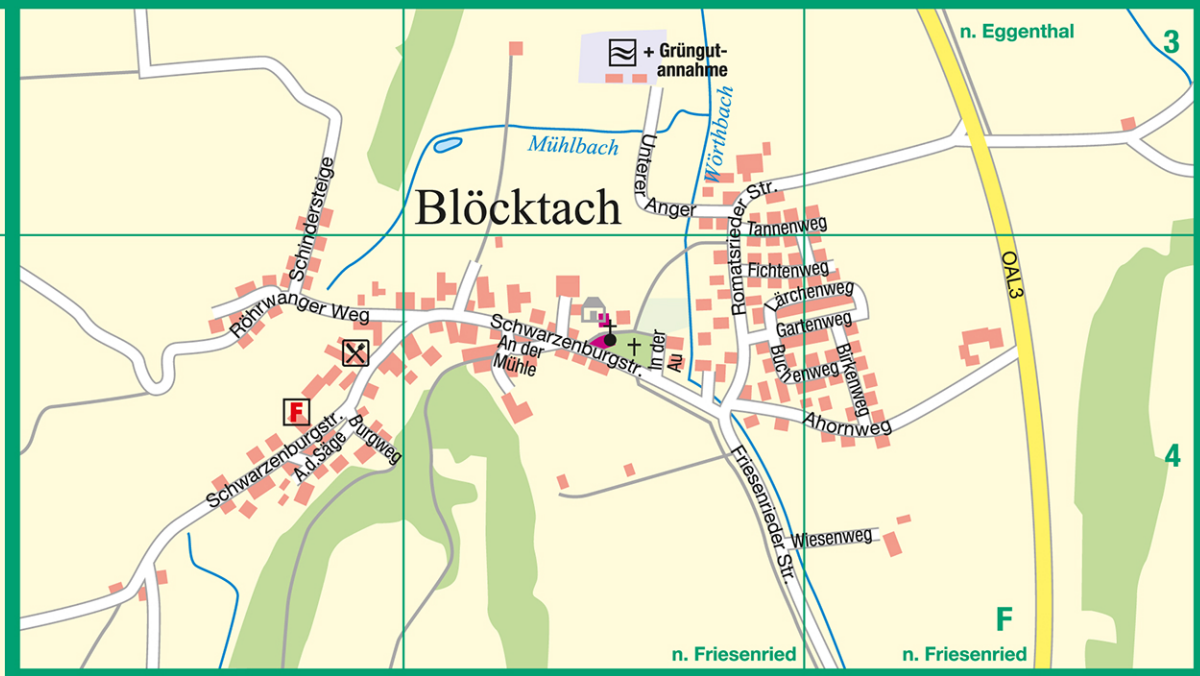 n. Eggenthal
3
+ Grüngut-
annahme
Wörthbach
Mühlbach
Unterer
Anger
Schindersteige
Blöcktach
Romatsrieder Str.
Tannenweg
Fichtenweg
OAL3
Lärchenweg
Röhrwanger Weg
Schwarzenburgstr.
Gartenweg
An der
Mühle
In der
Au
Buchenweg
Birkenweg
F
Schwarzenburgstr.
Burgweg
A.d.Säge
Ahornweg
4
Friesenrieder Str.
Wiesenweg
F
n. Friesenried
n. Friesenried